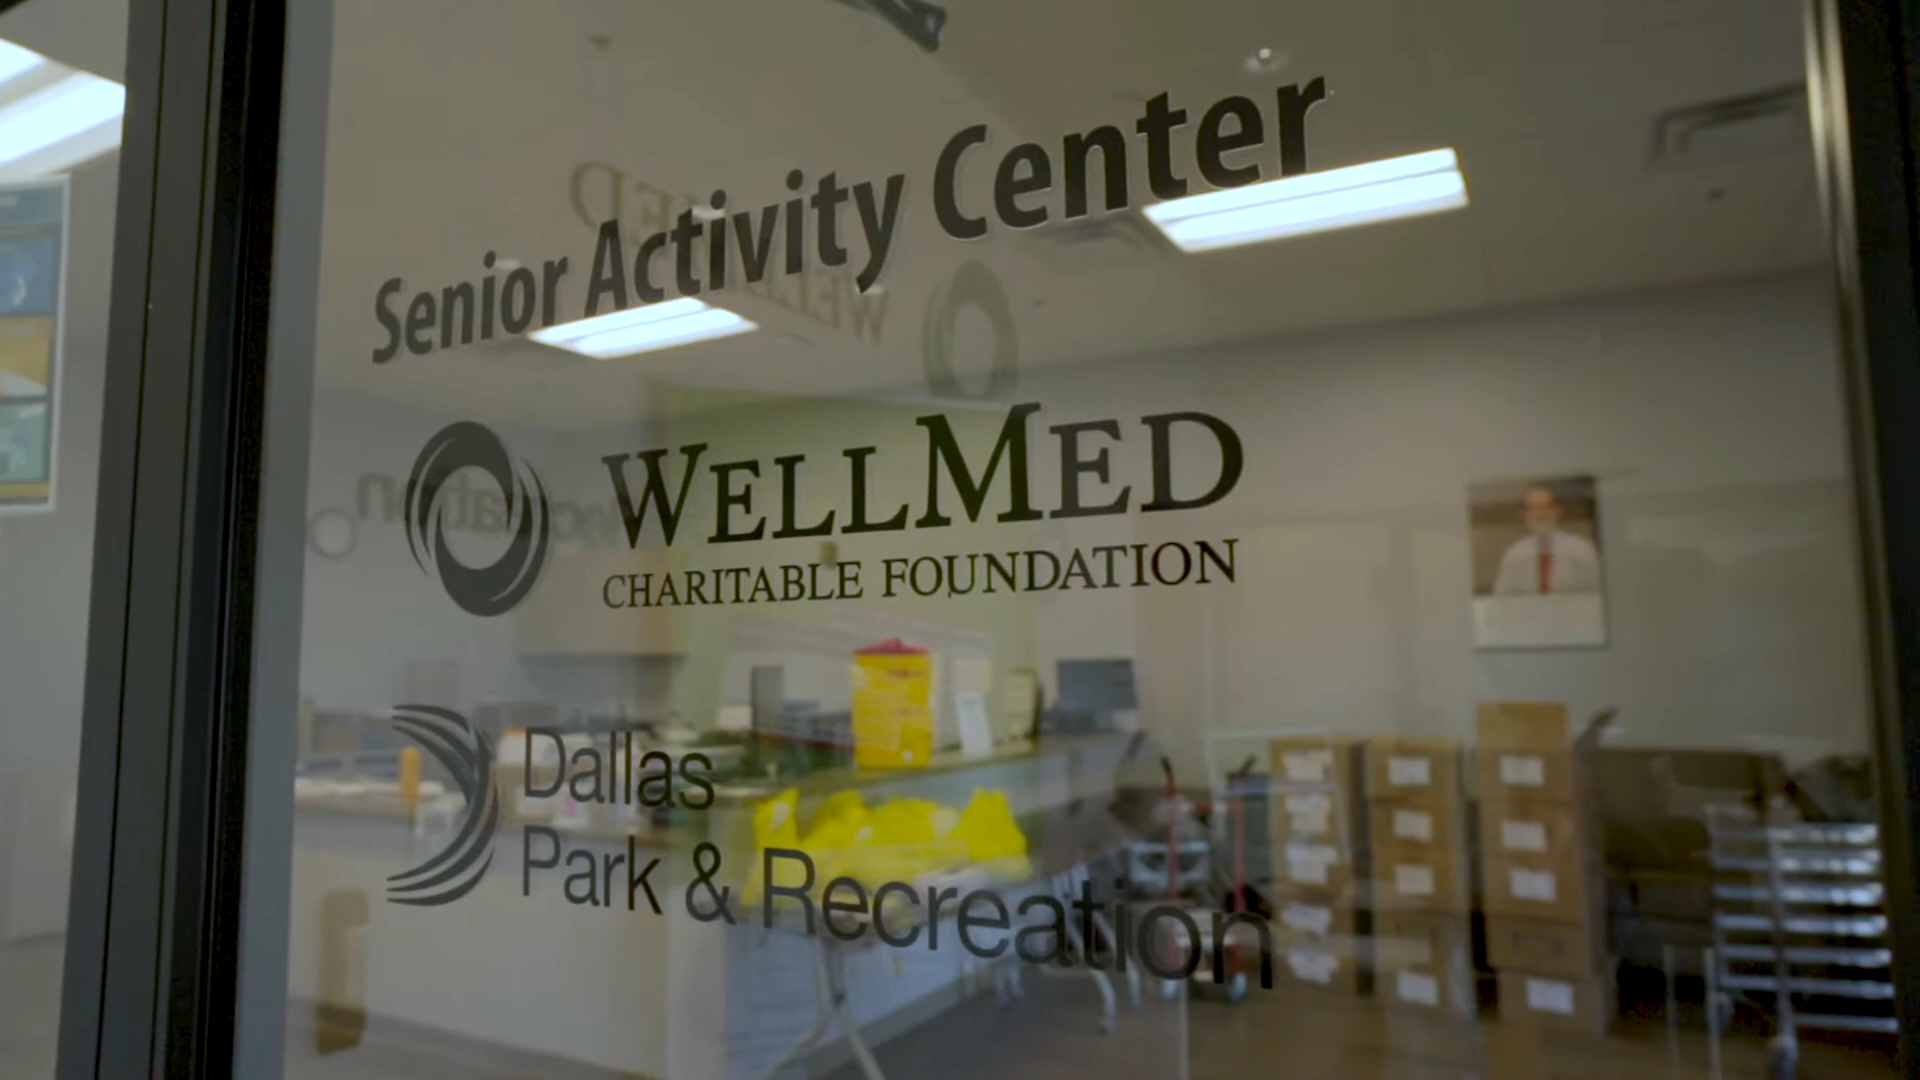 Senior Activity Center
WELLMED
CHARITABLE FOUNDATION
Dallas
Park & Recreation